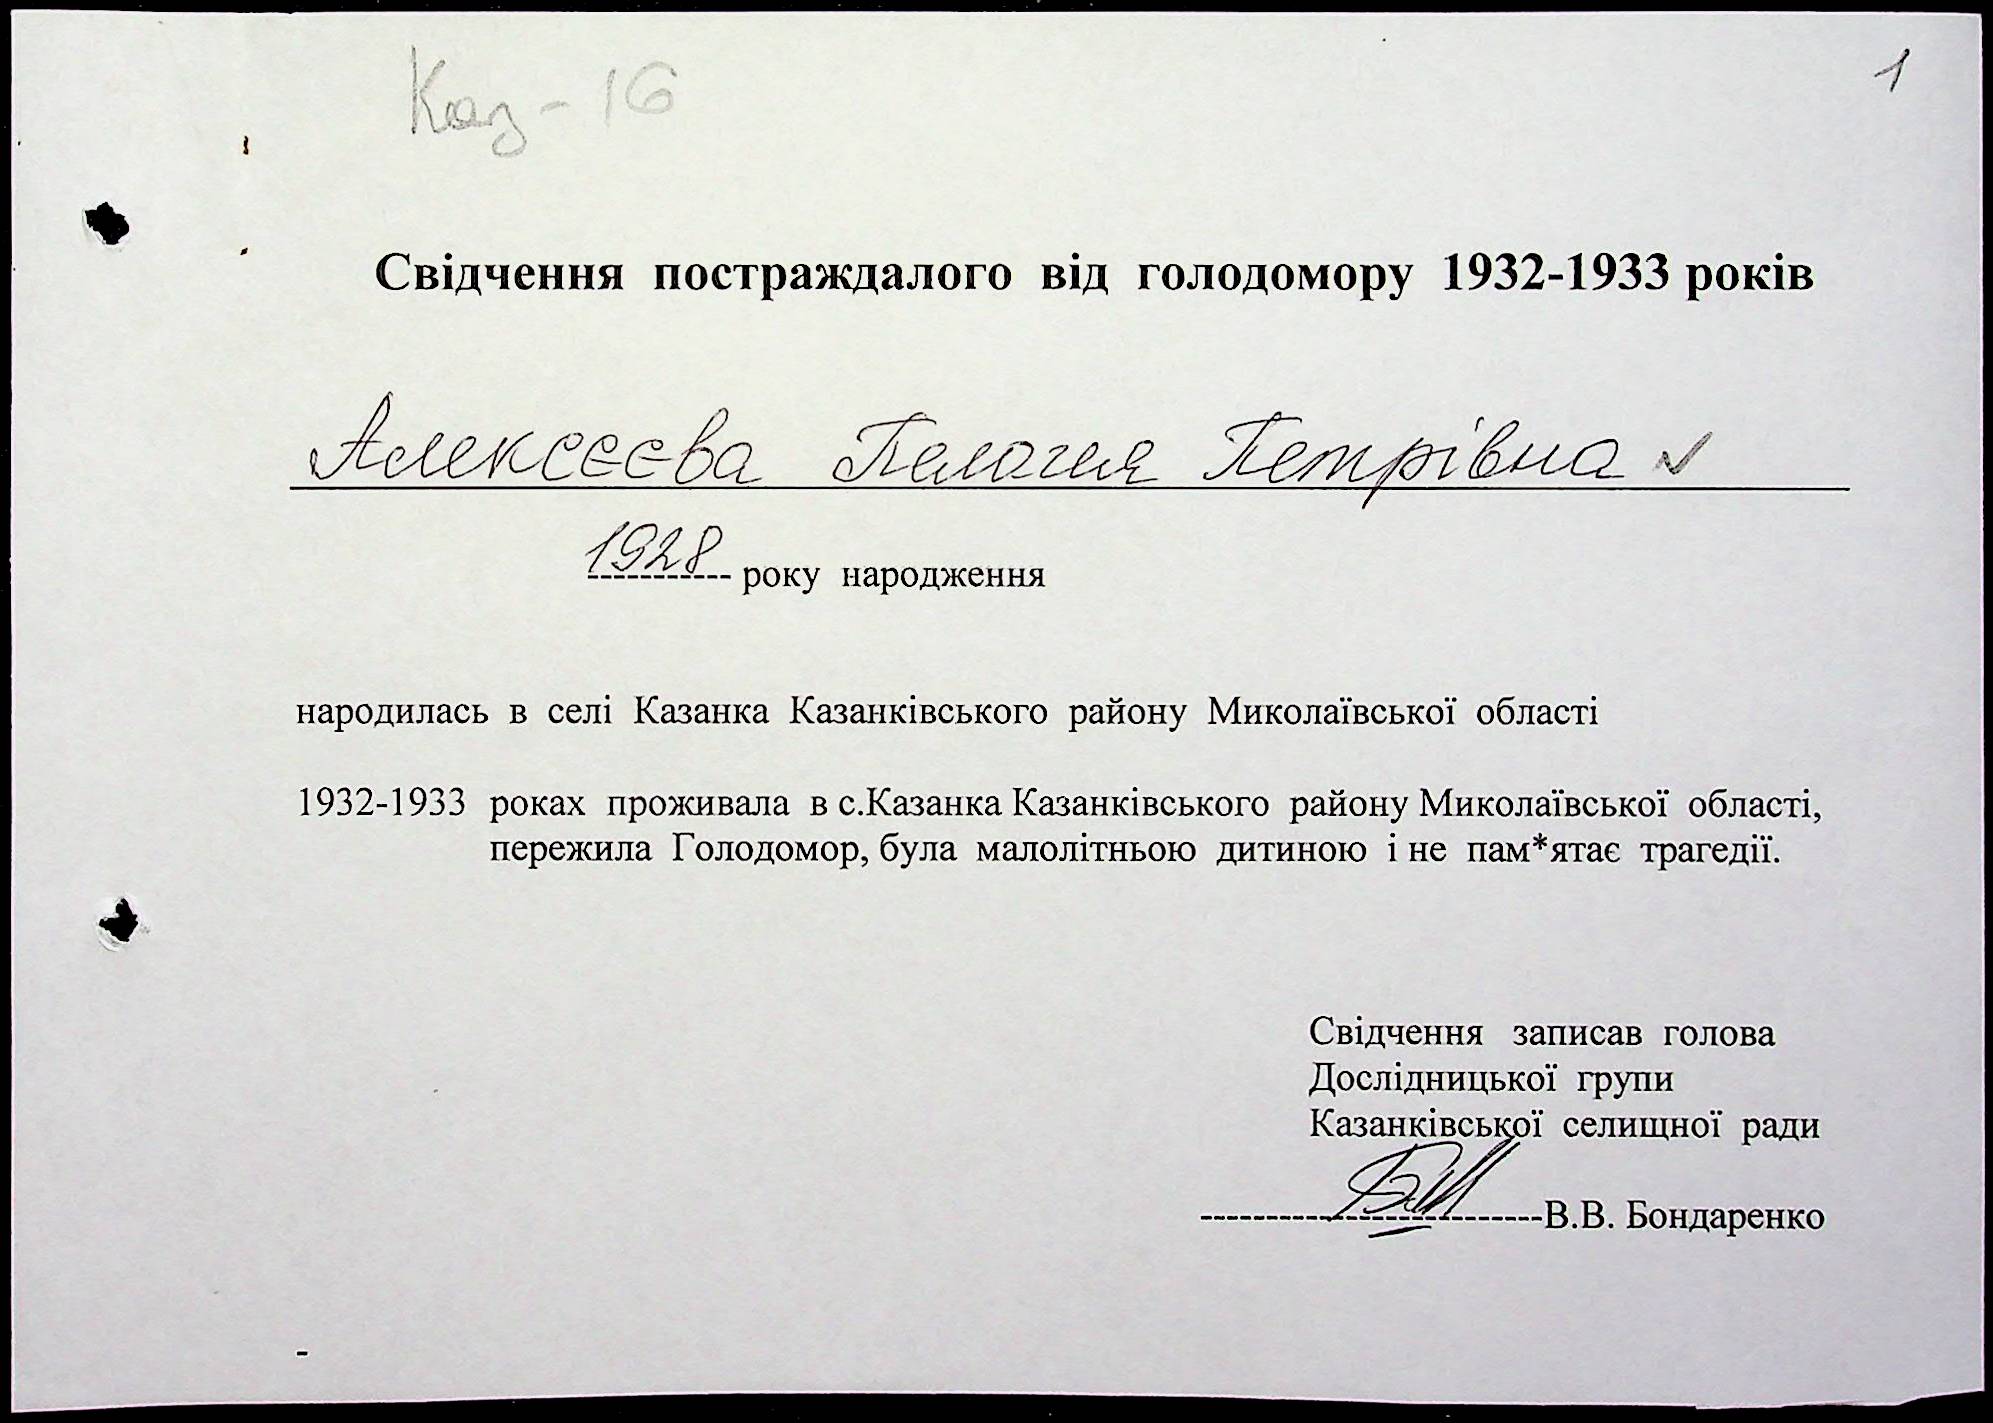 Каз - 16
1
Свідчення постраждалого від голодомору 1932-1933 років
Алексєєва Пелагея Петрівна ✓
1928 року народження
народилась в селі Казанка Казанківського району Миколаївської області
1932-1933 роках проживала в с.Казанка Казанківського району Миколаївської області,
пережила Голодомор, була малолітньою дитиною і не пам*ятає трагедії.
Свідчення записав голова
Дослідницької групи
Казанківської селищної ради
-------------------------В.В. Бондаренко